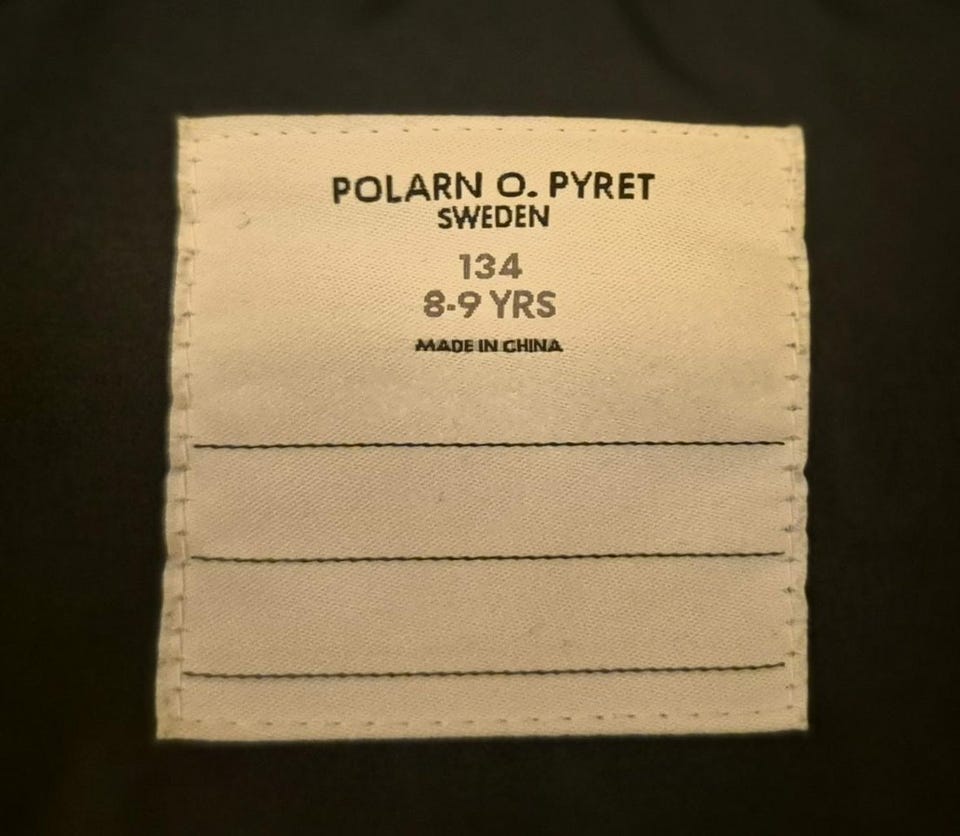 POLARN O. PYRET
SWEDEN
134
8-9 YRS
MADE IN CHINA